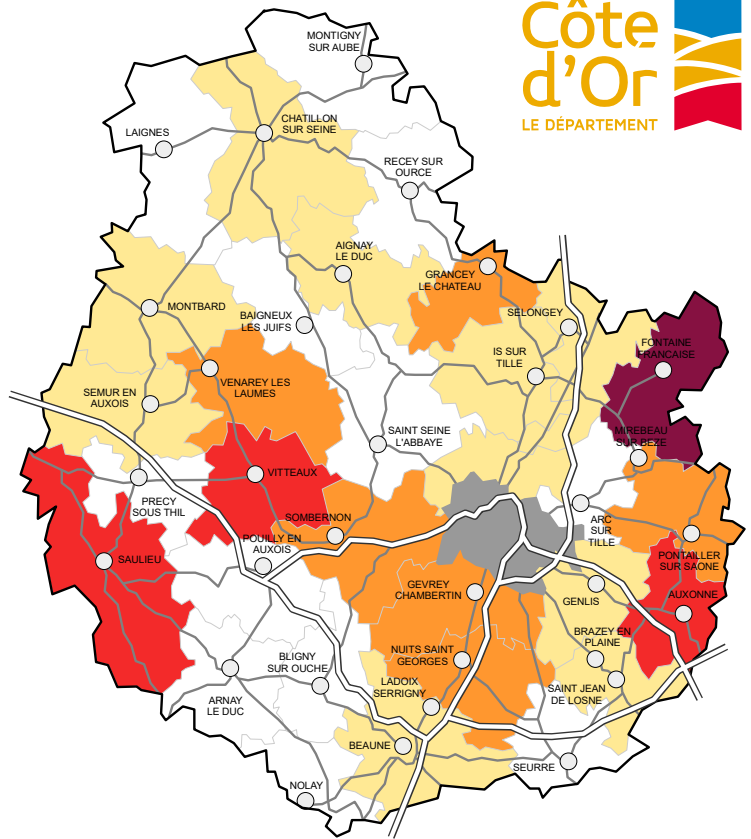 Côte
d'Or
LE DÉPARTEMENT
MONTIGNY
SUR AUBE
CHATILLON
SUR SEINE
LAIGNES
RECEY SUR
OURCE
AIGNAY
LE DUC
GRANCEY
LE CHATEAU
MONTBARD
BAIGNEUX
LES JUIFS
SELONGEY
FONTAINE
FRANCAISE
IS SUR
TILLE
VENAREY LES
LAUMES
SEMUR EN
AUXOIS
SAINT SEINE
L'ABBAYE
MIREBEAU
SUR BEZE
VITTEAUX
PRECY
SOUS THIL
SOMBERNON
ARC
SUR
TILLE
POUILLY EN
AUXOIS
SAULIEU
PONTAILLER
SUR SAONE
GEVREY
CHAMBERTIN
GENLIS
AUXONNE
BRAZEY EN
PLAINE
NUITS SAINT
GEORGES
BLIGNY
SUR OUCHE
LADOIX
SERRIGNY
SAINT JEAN
DE LOSNE
ARNAY
LE DUC
BEAUNE
SEURRE
NOLAY